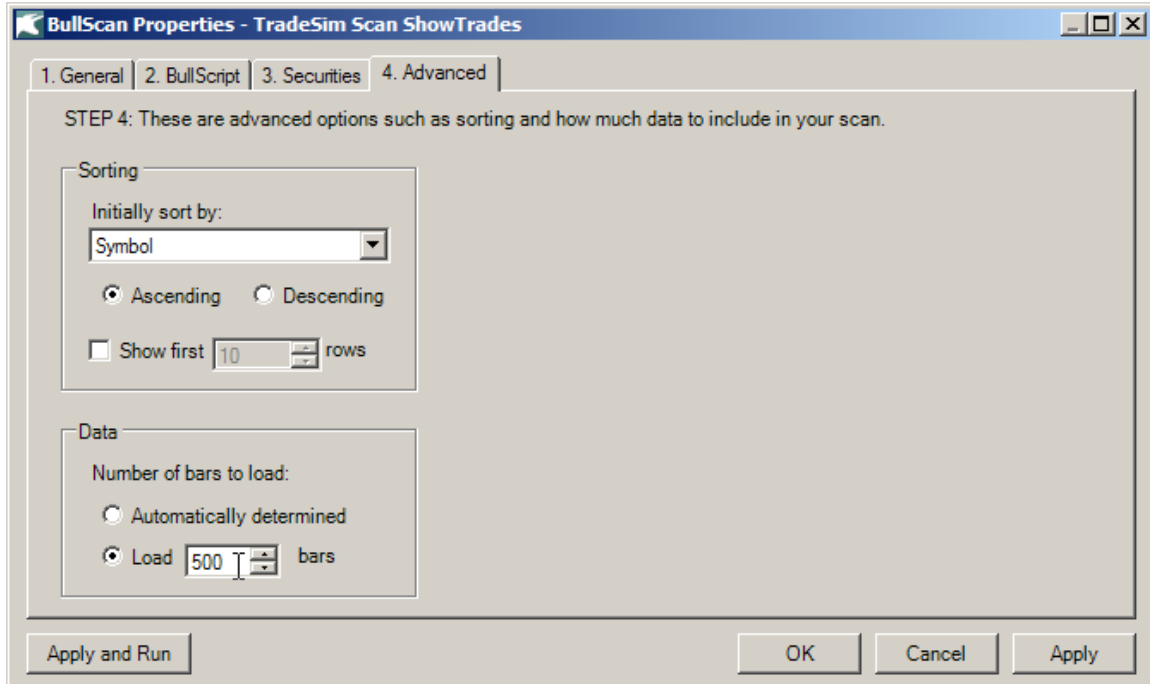 BullScan Properties - TradeSim Scan ShowTrades
1. General 2. BullScript 3. Securities 4. Advanced
STEP 4: These are advanced options such as sorting and how much data to include in your scan.
Sorting
Initially sort by:
Symbol
Ascending Descending
Show first 10 rows
Data
Number of bars to load:
Automatically determined
Load 500 bars
Apply and Run OK Cancel Apply